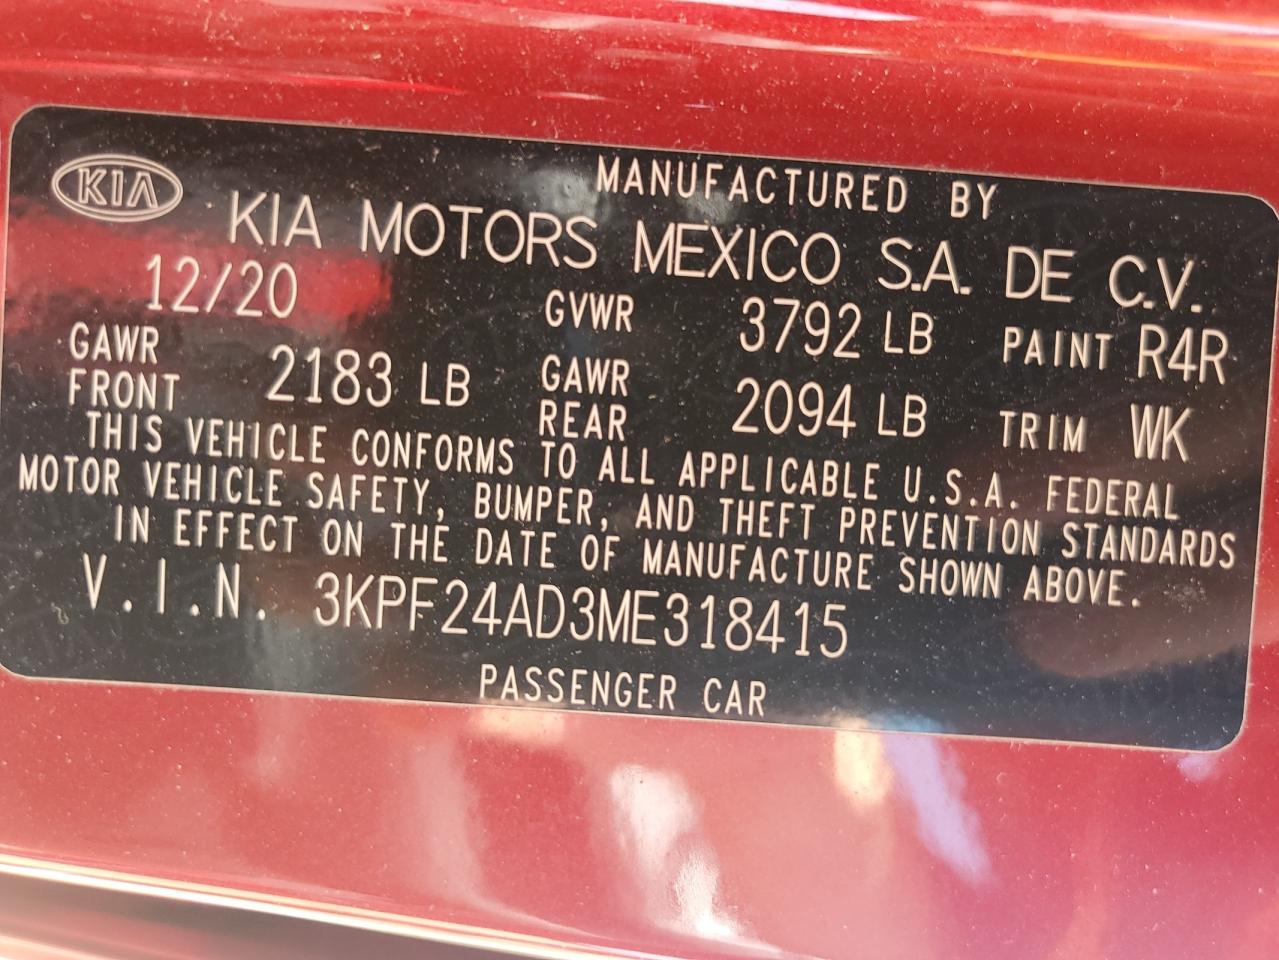 MANUFACTURED BY
KIA KIA MOTORS MEXICO S.A. DE C.V.
12/20 GVWR 3792 LB PAINT R4R
GAWR FRONT 2183 LB GAWR REAR 2094 LB TRIM WK
THIS VEHICLE CONFORMS TO ALL APPLICABLE U.S.A. FEDERAL
MOTOR VEHICLE SAFETY, BUMPER, AND THEFT PREVENTION STANDARDS
IN EFFECT ON THE DATE OF MANUFACTURE SHOWN ABOVE.
V.I.N. 3KPF24AD3ME318415
PASSENGER CAR